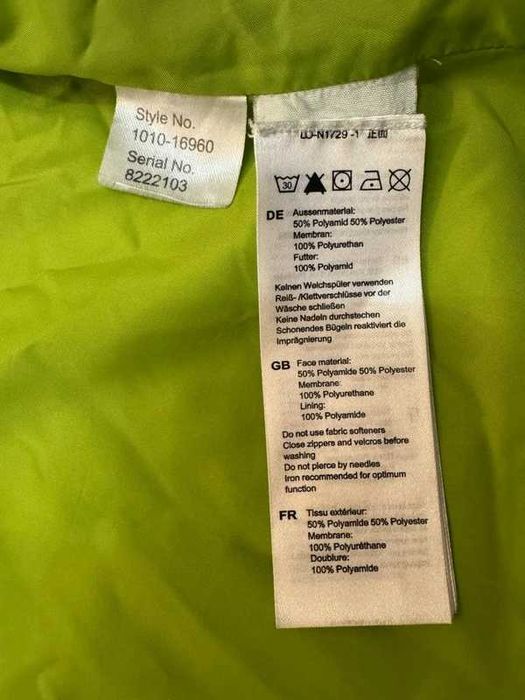 Style No.
1010-16960
Serial No.
8222103
30
DE Aussenmaterial:
50% Polyamid 50% Polyester
Membran:
100% Polyurethan
Futter:
100% Polyamid
Keinen Weichspüler verwenden
Reiß- /Klettverschlüsse vor der
Wäsche schließen
Keine Nadeln durchstechen
Schonendes Bügeln reaktiviert die
Imprägnierung
GB Face material:
50% Polyamide 50% Polyester
Membrane:
100% Polyurethane
Lining:
100% Polyamide
Do not use fabric softeners
Close zippers and velcros before
washing
Do not pierce by needles
Iron recommended for optimum
function
FR Tissu extérieur:
50% Polyamide 50% Polyester
Membrane:
100% Polyuréthane
Doublure:
100% Polyamide